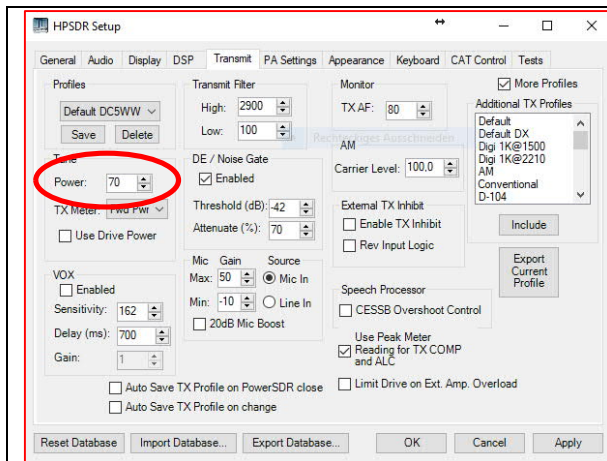 HPSDR Setup
General Audio Display DSP Transmit PA Settings Appearance Keyboard CAT Control Tests
Profiles
Default DC5WW
Save Delete
Tune
Power: 70
TX Meter: Fwd Pwr
Use Drive Power
VOX
Enabled
Sensitivity: 162
Delay (ms): 700
Gain: 1
Transmit Filter
High: 2900
Low: 100
Rechteckiges Ausschneiden
DE / Noise Gate
Enabled
Threshold (dB): -42
Attenuate (%): 70
Mic Gain Source
Max: 50 Mic In
Min: -10 Line In
20dB Mic Boost
Monitor
TX AF: 80
AM
Carrier Level: 100,0
External TX Inhibit
Enable TX Inhibit
Rev Input Logic
Speech Processor
CESSB Overshoot Control
Use Peak Meter
Reading for TX COMP
and ALC
Limit Drive on Ext. Amp. Overload
More Profiles
Additional TX Profiles
Default
Default DX
Digi 1K@1500
Digi 1K@2210
AM
Conventional
D-104
Include
Export
Current
Profile
Auto Save TX Profile on PowerSDR close
Auto Save TX Profile on change
Reset Database Import Database... Export Database... OK Cancel Apply